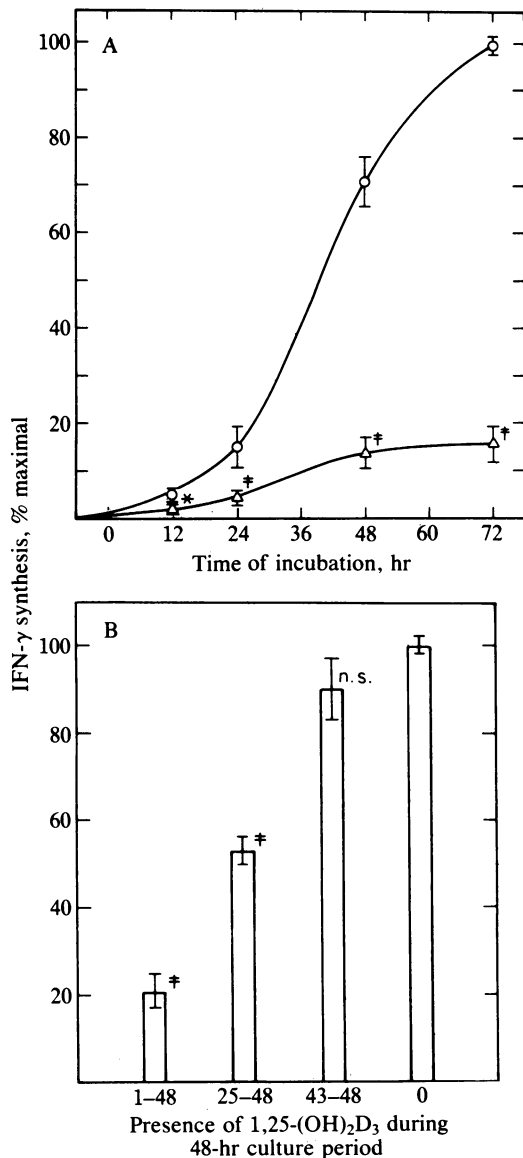 IFN-γ synthesis, % maximal
A
100
80
60
40
20
*
‡
‡
†
0 12 24 36 48 60 72
Time of incubation, hr
B
100
80
60
40
20
‡
‡
n.s.
1–48 25–48 43–48 0
Presence of 1,25-(OH)₂D₃ during
48-hr culture period